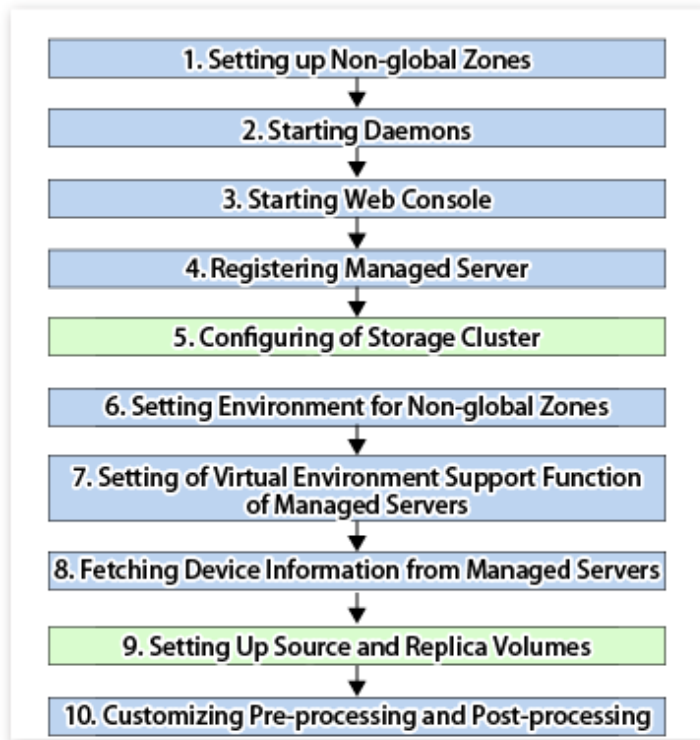 1. Setting up Non-global Zones
2. Starting Daemons
3. Starting Web Console
4. Registering Managed Server
5. Configuring of Storage Cluster
6. Setting Environment for Non-global Zones
7. Setting of Virtual Environment Support Function
of Managed Servers
8. Fetching Device Information from Managed Servers
9. Setting Up Source and Replica Volumes
10. Customizing Pre-processing and Post-processing